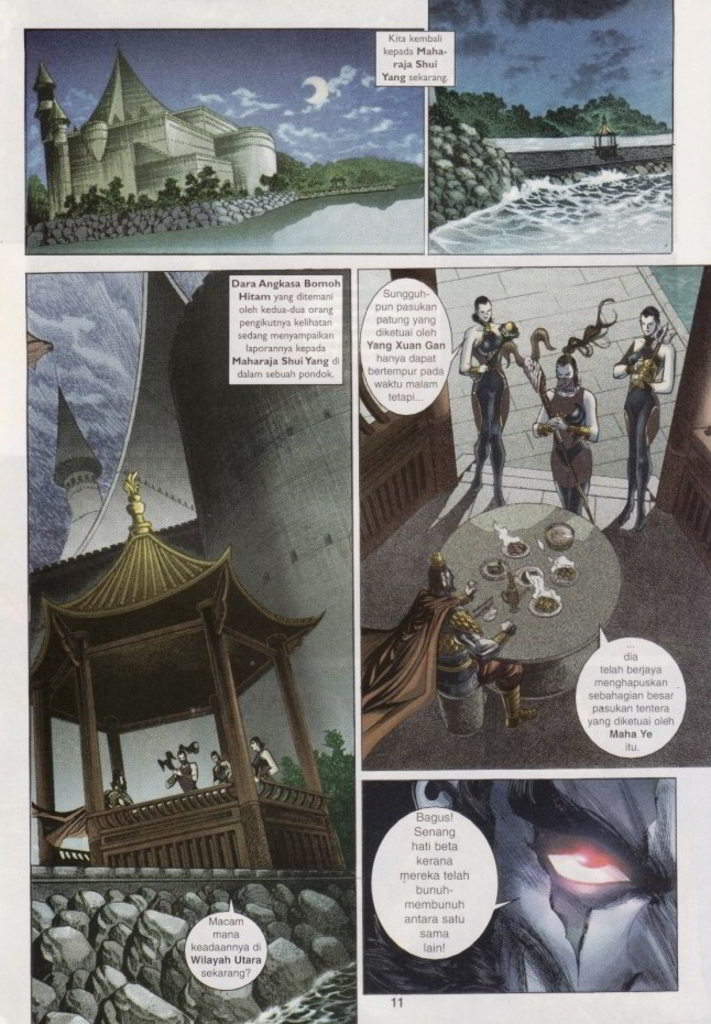 Kita kembali
kepada Maha-
raja Shui
Yang sekarang.
Dara Angkasa Bomoh
Hitam yang ditemani
oleh kedua-dua orang
pengikutnya kelihatan
sedang menyampaikan
laporannya kepada
Maharaja Shui Yang di
dalam sebuah pondok.
Macam
mana
keadaannya di
Wilayah Utara
sekarang?
Sungguh-
pun pasukan
patung yang
diketuai oleh
Yang Xuan Gan
hanya dapat
bertempur pada
waktu malam
tetapi...
...
dia
telah berjaya
menghapuskan
sebahagian besar
pasukan tentera
yang diketuai oleh
Maha Ye
itu.
Bagus!
Senang
hati beta
kerana
mereka telah
bunuh-
membunuh
antara satu
sama
lain!
11